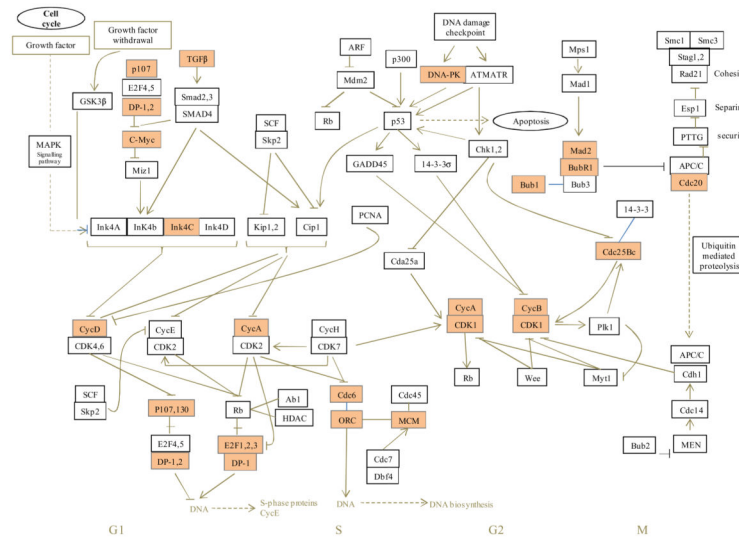 Cell
cycle
Growth factor
Growth factor
withdrawal
DNA damage
checkpoint
Smc1 Smc3
Stag1,2
Rad21 Cohesi
ARF
p300
Mps1
TGFβ
p107
E2F4,5
DP-1,2
Mdm2
DNA-PK ATMATR
Mad1
GSK3β
Smad2,3
SMAD4
Esp1 Separin
Rb
p53
Apoptosis
PTTG securi
C-Myc
SCF
Skp2
MAPK
Signalling
pathway
Miz1
GADD45
14-3-3σ
Chk1,2
Mad2
BubR1
Bub1 Bub3
APC/C
Cdc20
Ink4A InK4b Ink4C Ink4D
Kip1,2
Cip1
PCNA
14-3-3
Cdc25Bc
Cda25a
Ubiquitin
mediated
proteolysis
CycD
CDK4,6
CycE
CDK2
CycA
CDK2
CycH
CDK7
CycA
CDK1
CycB
CDK1
Plk1
APC/C
Cdh1
Rb
Wee
Myt1
SCF
Skp2
P107,130
Rb
Ab1
HDAC
Cdc6
Cdc45
Cdc14
ORC
MCM
E2F4,5
DP-1,2
E2F1,2,3
DP-1
Cdc7
Dbf4
Bub2
MEN
DNA
S-phase proteins
CycE
DNA
DNA biosynthesis
G1 S G2 M